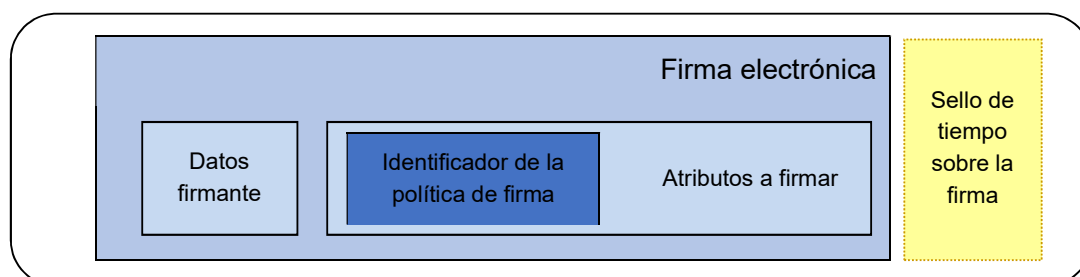 Firma electrónica
Datos
firmante
Identificador de la
política de firma
Atributos a firmar
Sello de
tiempo
sobre la
firma